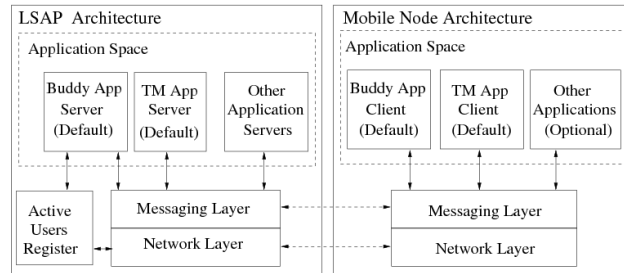 LSAP Architecture
Application Space
Buddy App
Server
(Default)
TM App
Server
(Default)
Other
Application
Servers
Active
Users
Register
Messaging Layer
Network Layer
Mobile Node Architecture
Application Space
Buddy App
Client
(Default)
TM App
Client
(Default)
Other
Applications
(Optional)
Messaging Layer
Network Layer